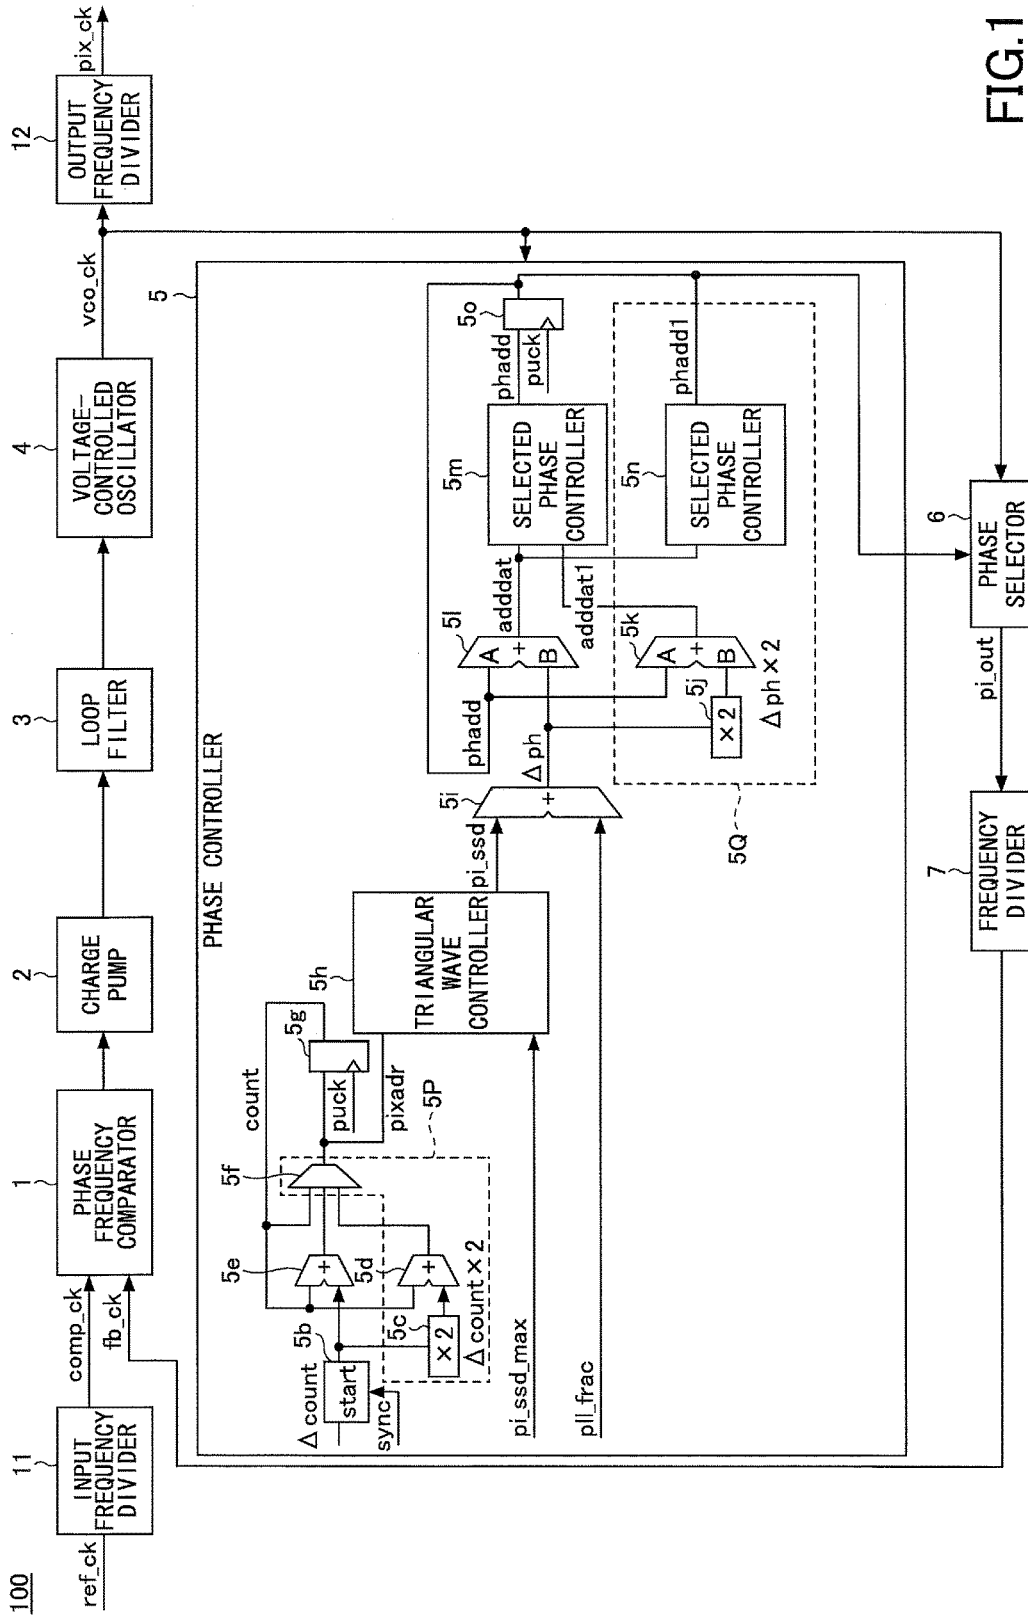 100
ref_ck
11
INPUT
FREQUENCY
DIVIDER
comp_ck
fb_ck
1
PHASE
FREQUENCY
COMPARATOR
2
CHARGE
PUMP
3
LOOP
FILTER
4
VOLTAGE-
CONTROLLED
OSCILLATOR
vco_ck
12
OUTPUT
FREQUENCY
DIVIDER
pix_ck
PHASE CONTROLLER
5
Δcount
start
5b
sync
5c
×2
Δcount×2
5d
+
5e
+
5f
count
5g
puck
pixadr
5P
5h
TRIANGULAR
WAVE
CONTROLLER
pi_ssd_max
pll_frac
pi_ssd
5i
+
Δph
phadd
5l
A
+
B
adddat
adddat1
5j
×2
Δph×2
5k
A
+
B
5Q
5m
SELECTED
PHASE
CONTROLLER
5n
SELECTED
PHASE
CONTROLLER
phadd
puck
5o
phadd1
6
PHASE
SELECTOR
pi_out
7
FREQUENCY
DIVIDER
FIG.1